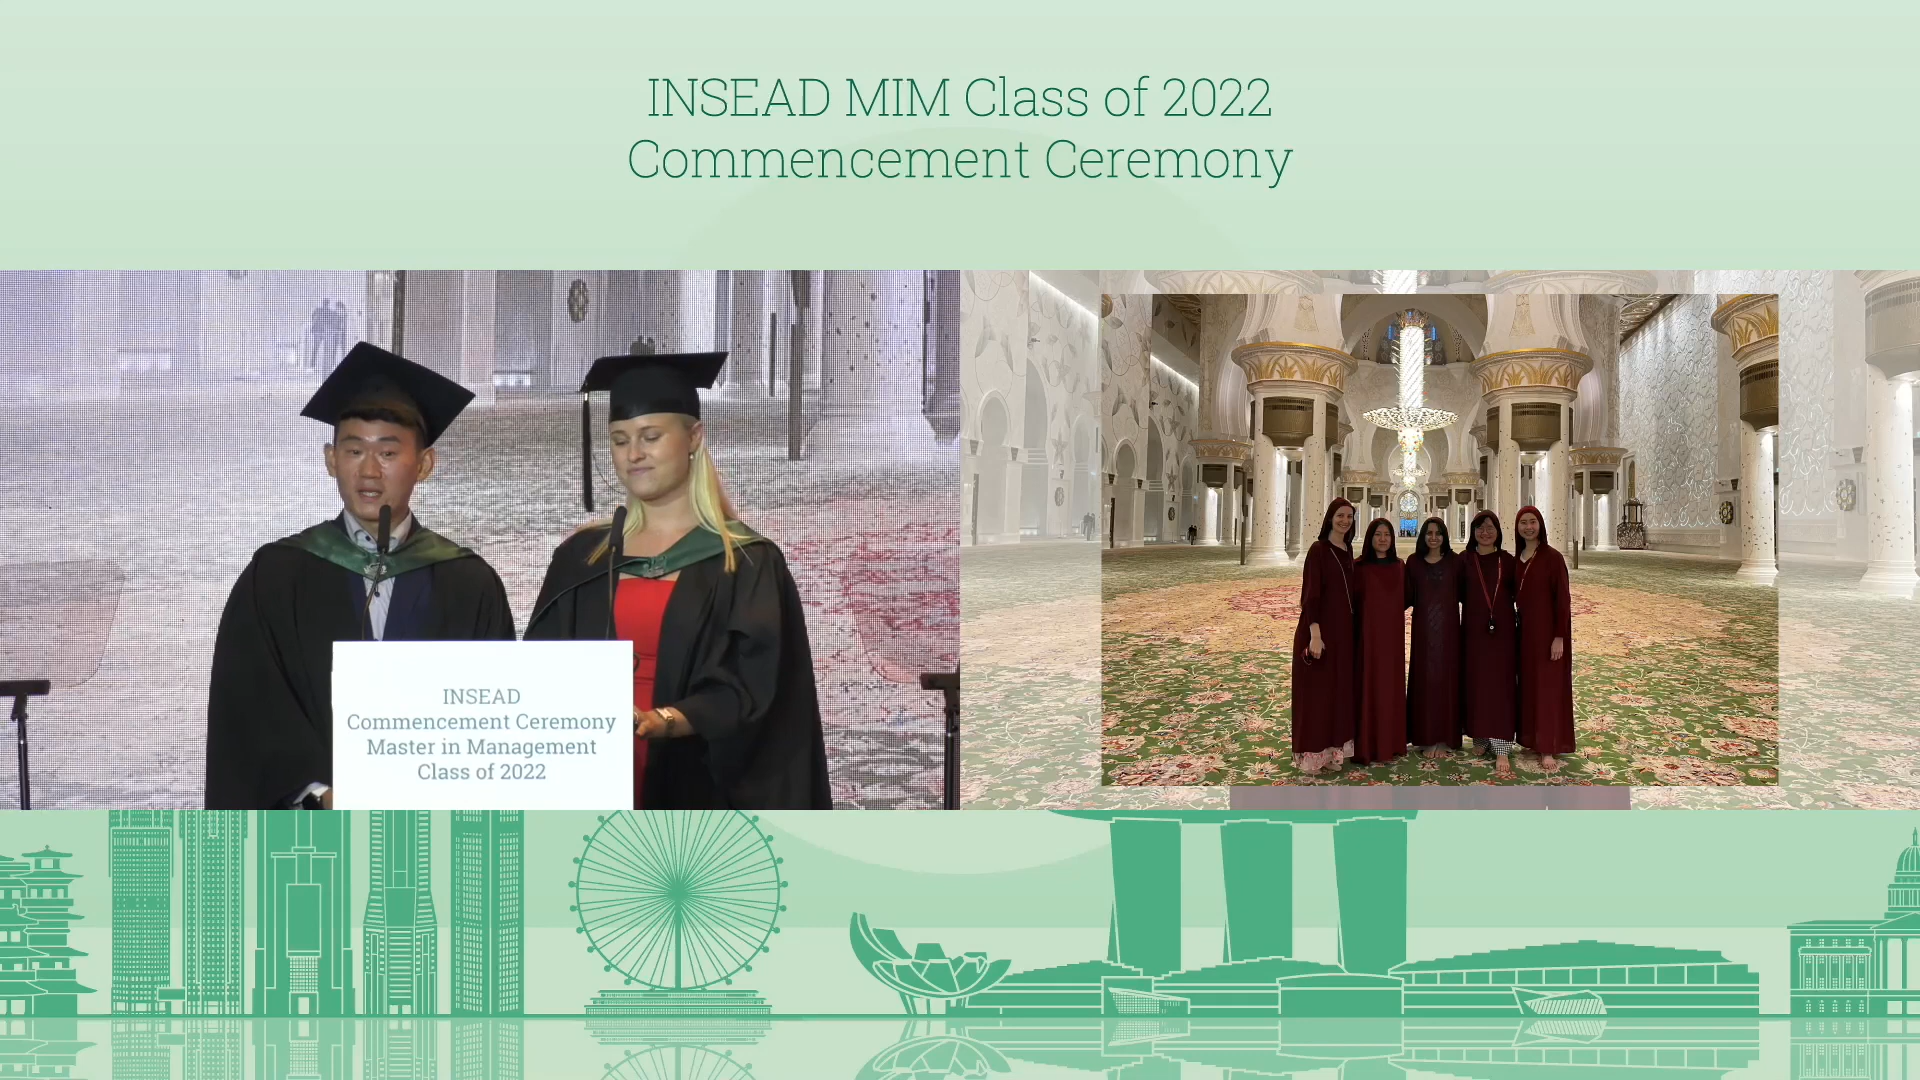 INSEAD MIM Class of 2022
Commencement Ceremony
INSEAD
Commencement Ceremony
Master in Management
Class of 2022